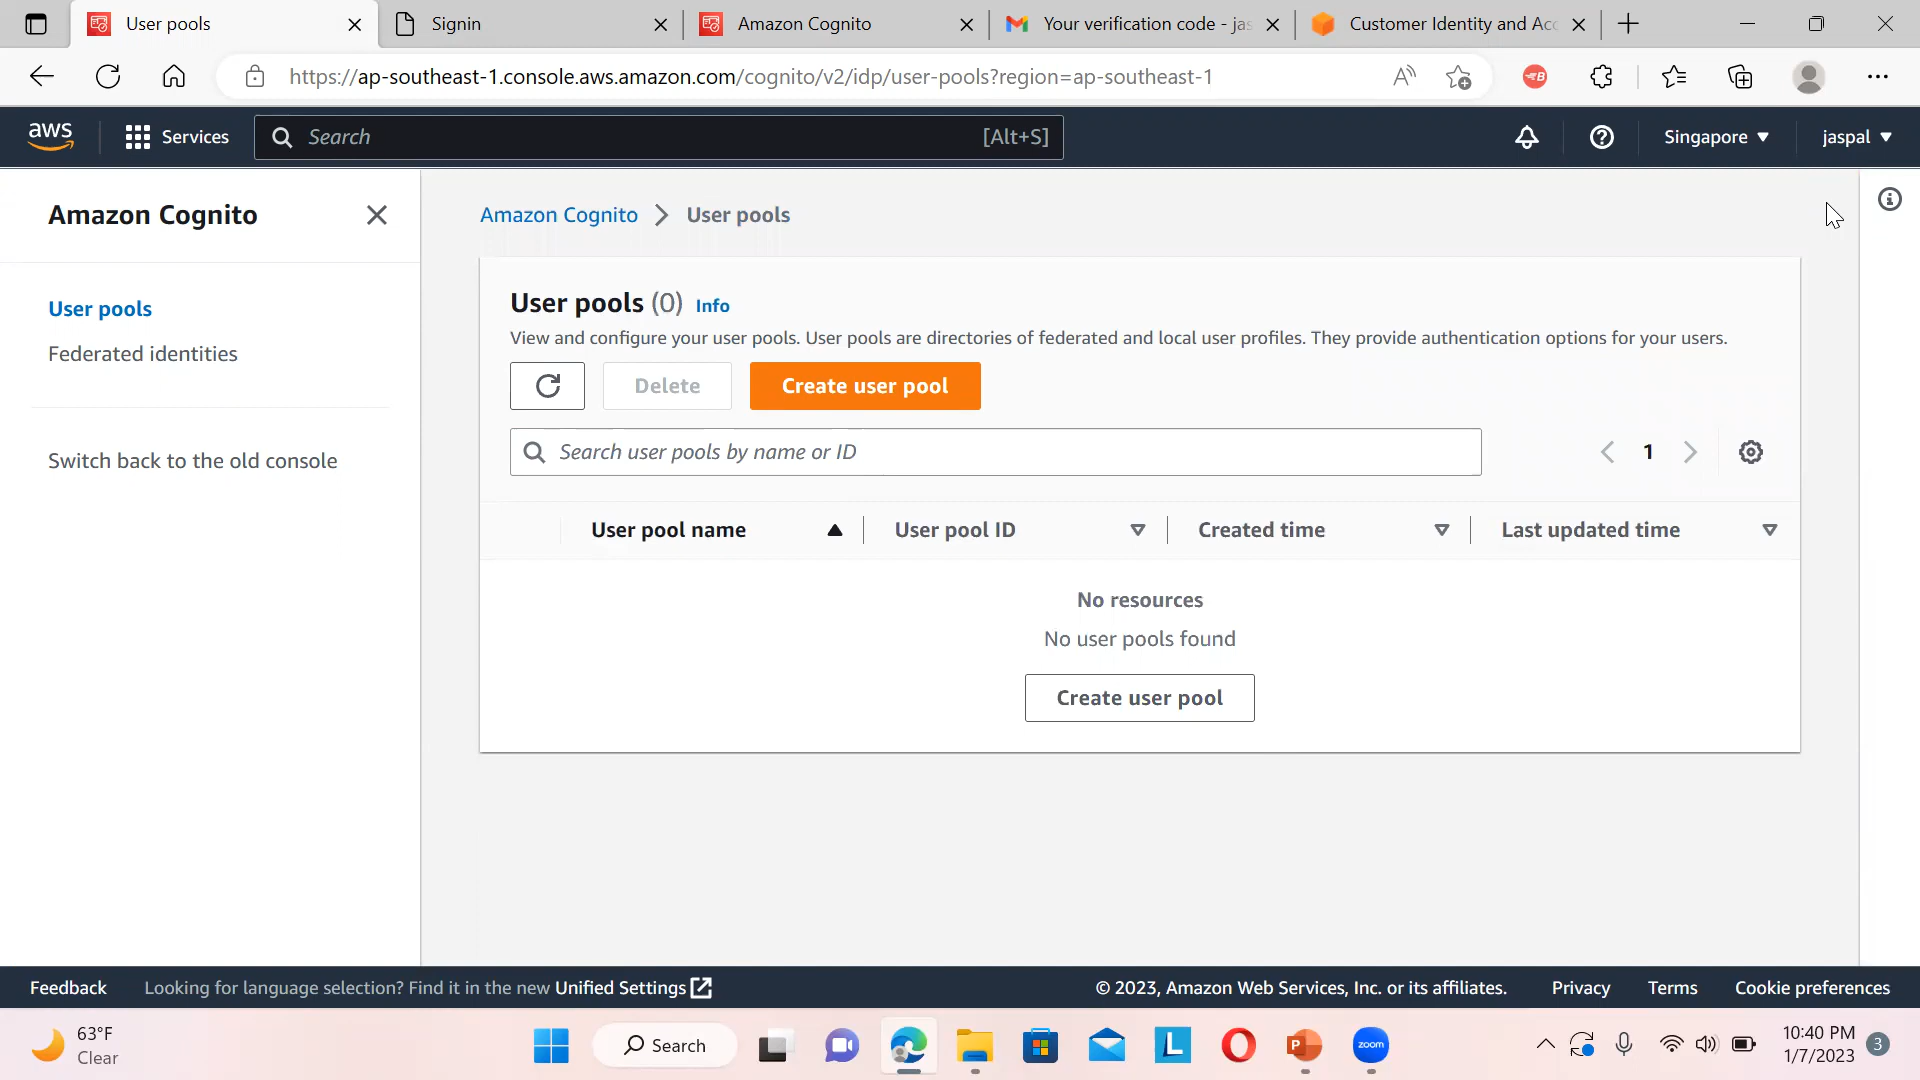 User pools
Signin
Amazon Cognito
Your verification code - jas
Customer Identity and Acc
https://ap-southeast-1.console.aws.amazon.com/cognito/v2/idp/user-pools?region=ap-southeast-1
aws
Services
Search
[Alt+S]
Singapore
jaspal
Amazon Cognito
User pools
Federated identities
Switch back to the old console
Amazon Cognito
User pools
User pools (0) Info
View and configure your user pools. User pools are directories of federated and local user profiles. They provide authentication options for your users.
Delete
Create user pool
Search user pools by name or ID
1
User pool name
User pool ID
Created time
Last updated time
No resources
No user pools found
Create user pool
Feedback
Looking for language selection? Find it in the new Unified Settings
© 2023, Amazon Web Services, Inc. or its affiliates.
Privacy
Terms
Cookie preferences
63°F
Clear
Search
L
P
zoom
10:40 PM
1/7/2023
3